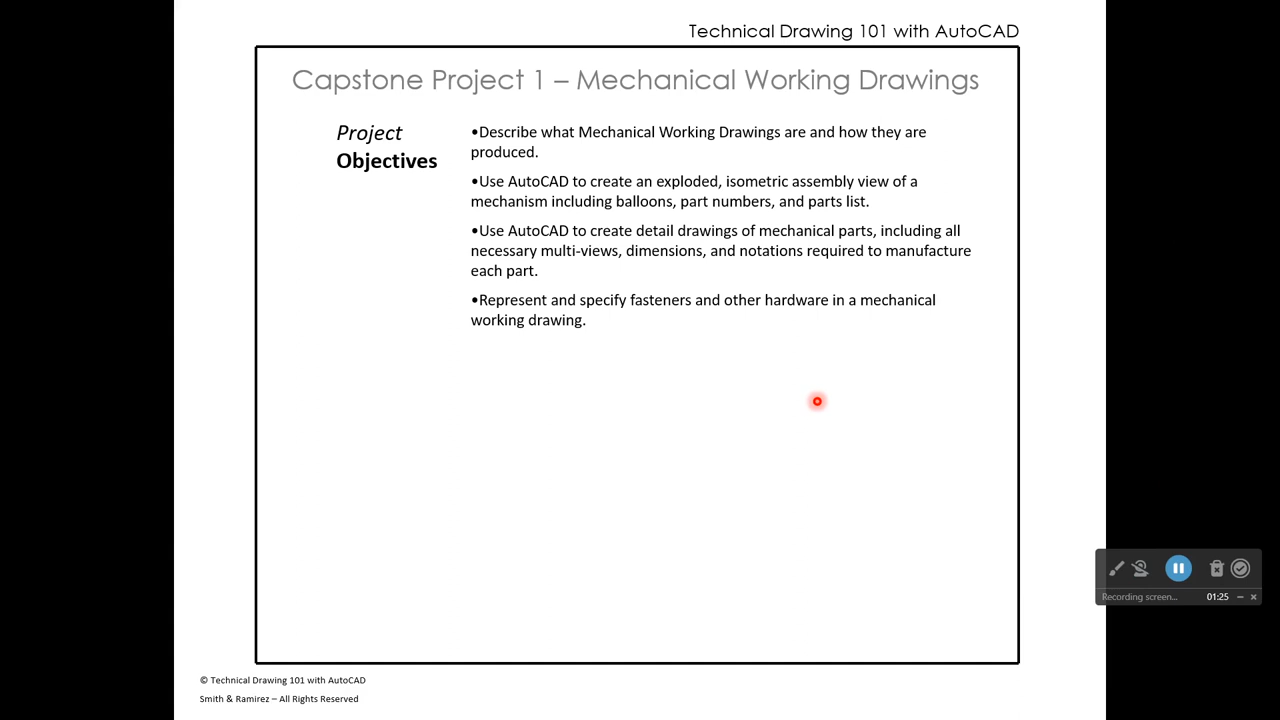 Technical Drawing 101 with AutoCAD
Capstone Project 1 – Mechanical Working Drawings
Project
Objectives
•Describe what Mechanical Working Drawings are and how they are
produced.
•Use AutoCAD to create an exploded, isometric assembly view of a
mechanism including balloons, part numbers, and parts list.
•Use AutoCAD to create detail drawings of mechanical parts, including all
necessary multi-views, dimensions, and notations required to manufacture
each part.
•Represent and specify fasteners and other hardware in a mechanical
working drawing.
Recording screen... 01:25
© Technical Drawing 101 with AutoCAD
Smith & Ramirez – All Rights Reserved